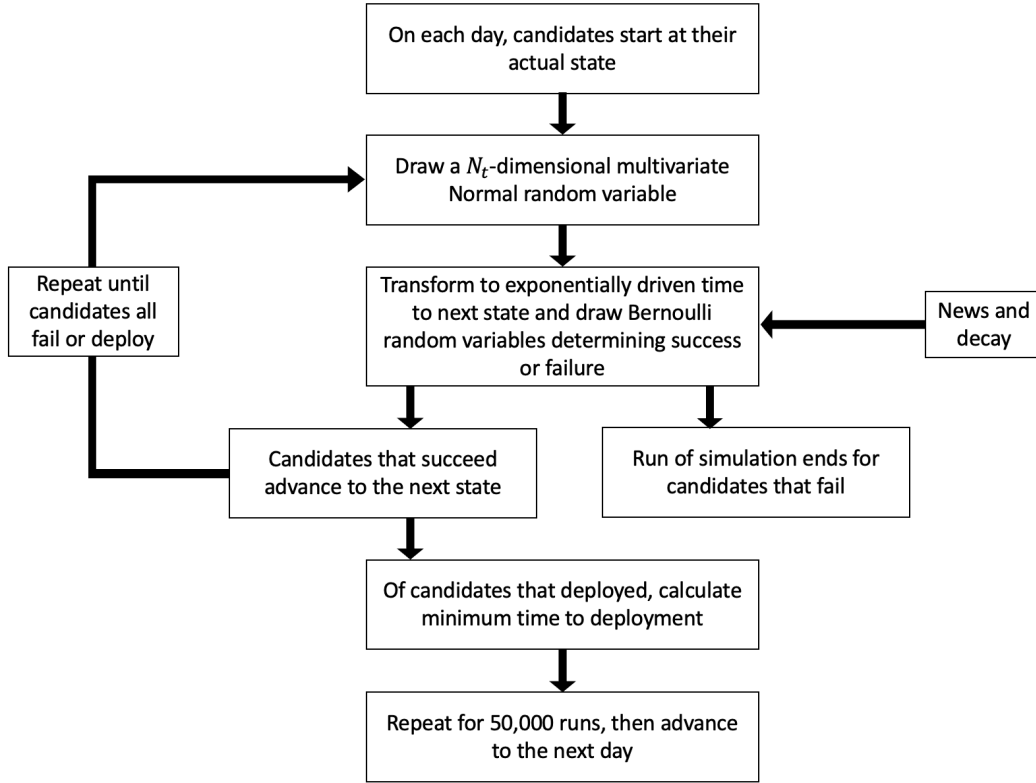 On each day, candidates start at their
actual state
Draw a N_t-dimensional multivariate
Normal random variable
Repeat until
candidates all
fail or deploy
Transform to exponentially driven time
to next state and draw Bernoulli
random variables determining success
or failure
News and
decay
Candidates that succeed
advance to the next state
Run of simulation ends for
candidates that fail
Of candidates that deployed, calculate
minimum time to deployment
Repeat for 50,000 runs, then advance
to the next day